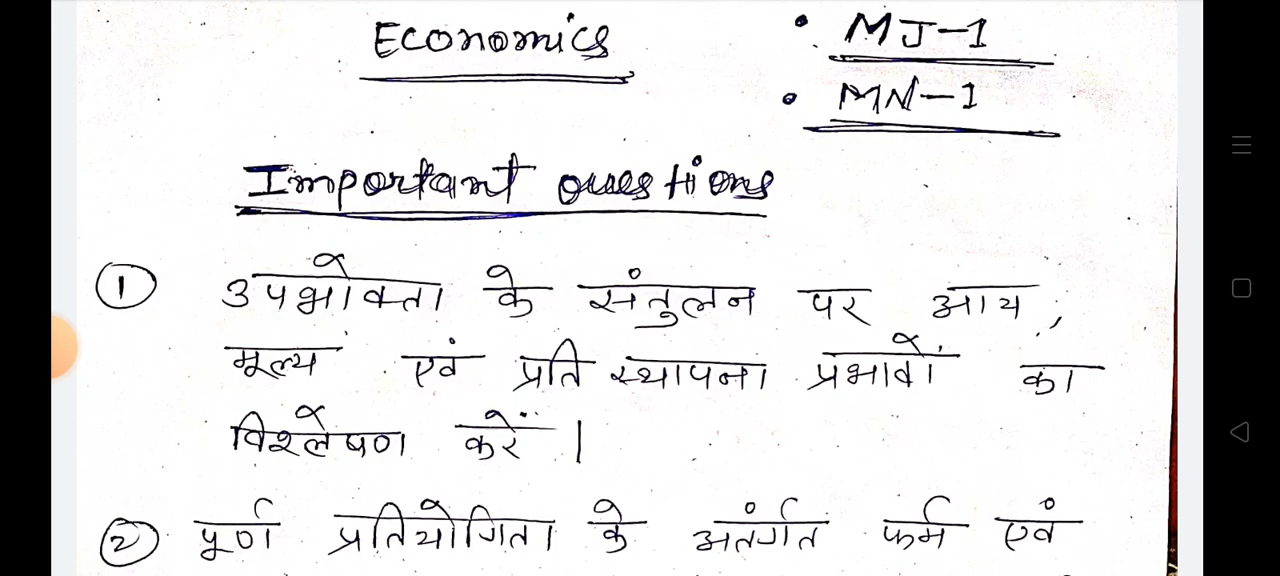 Economics
• MJ-1
• MN-1
Important questions
① उपभोक्ता के संतुलन पर आय,
मूल्य एवं प्रतिस्थापना प्रभावों का
विश्लेषण करें।
② पूर्ण प्रतियोगिता के अंतर्गत फर्म एवं